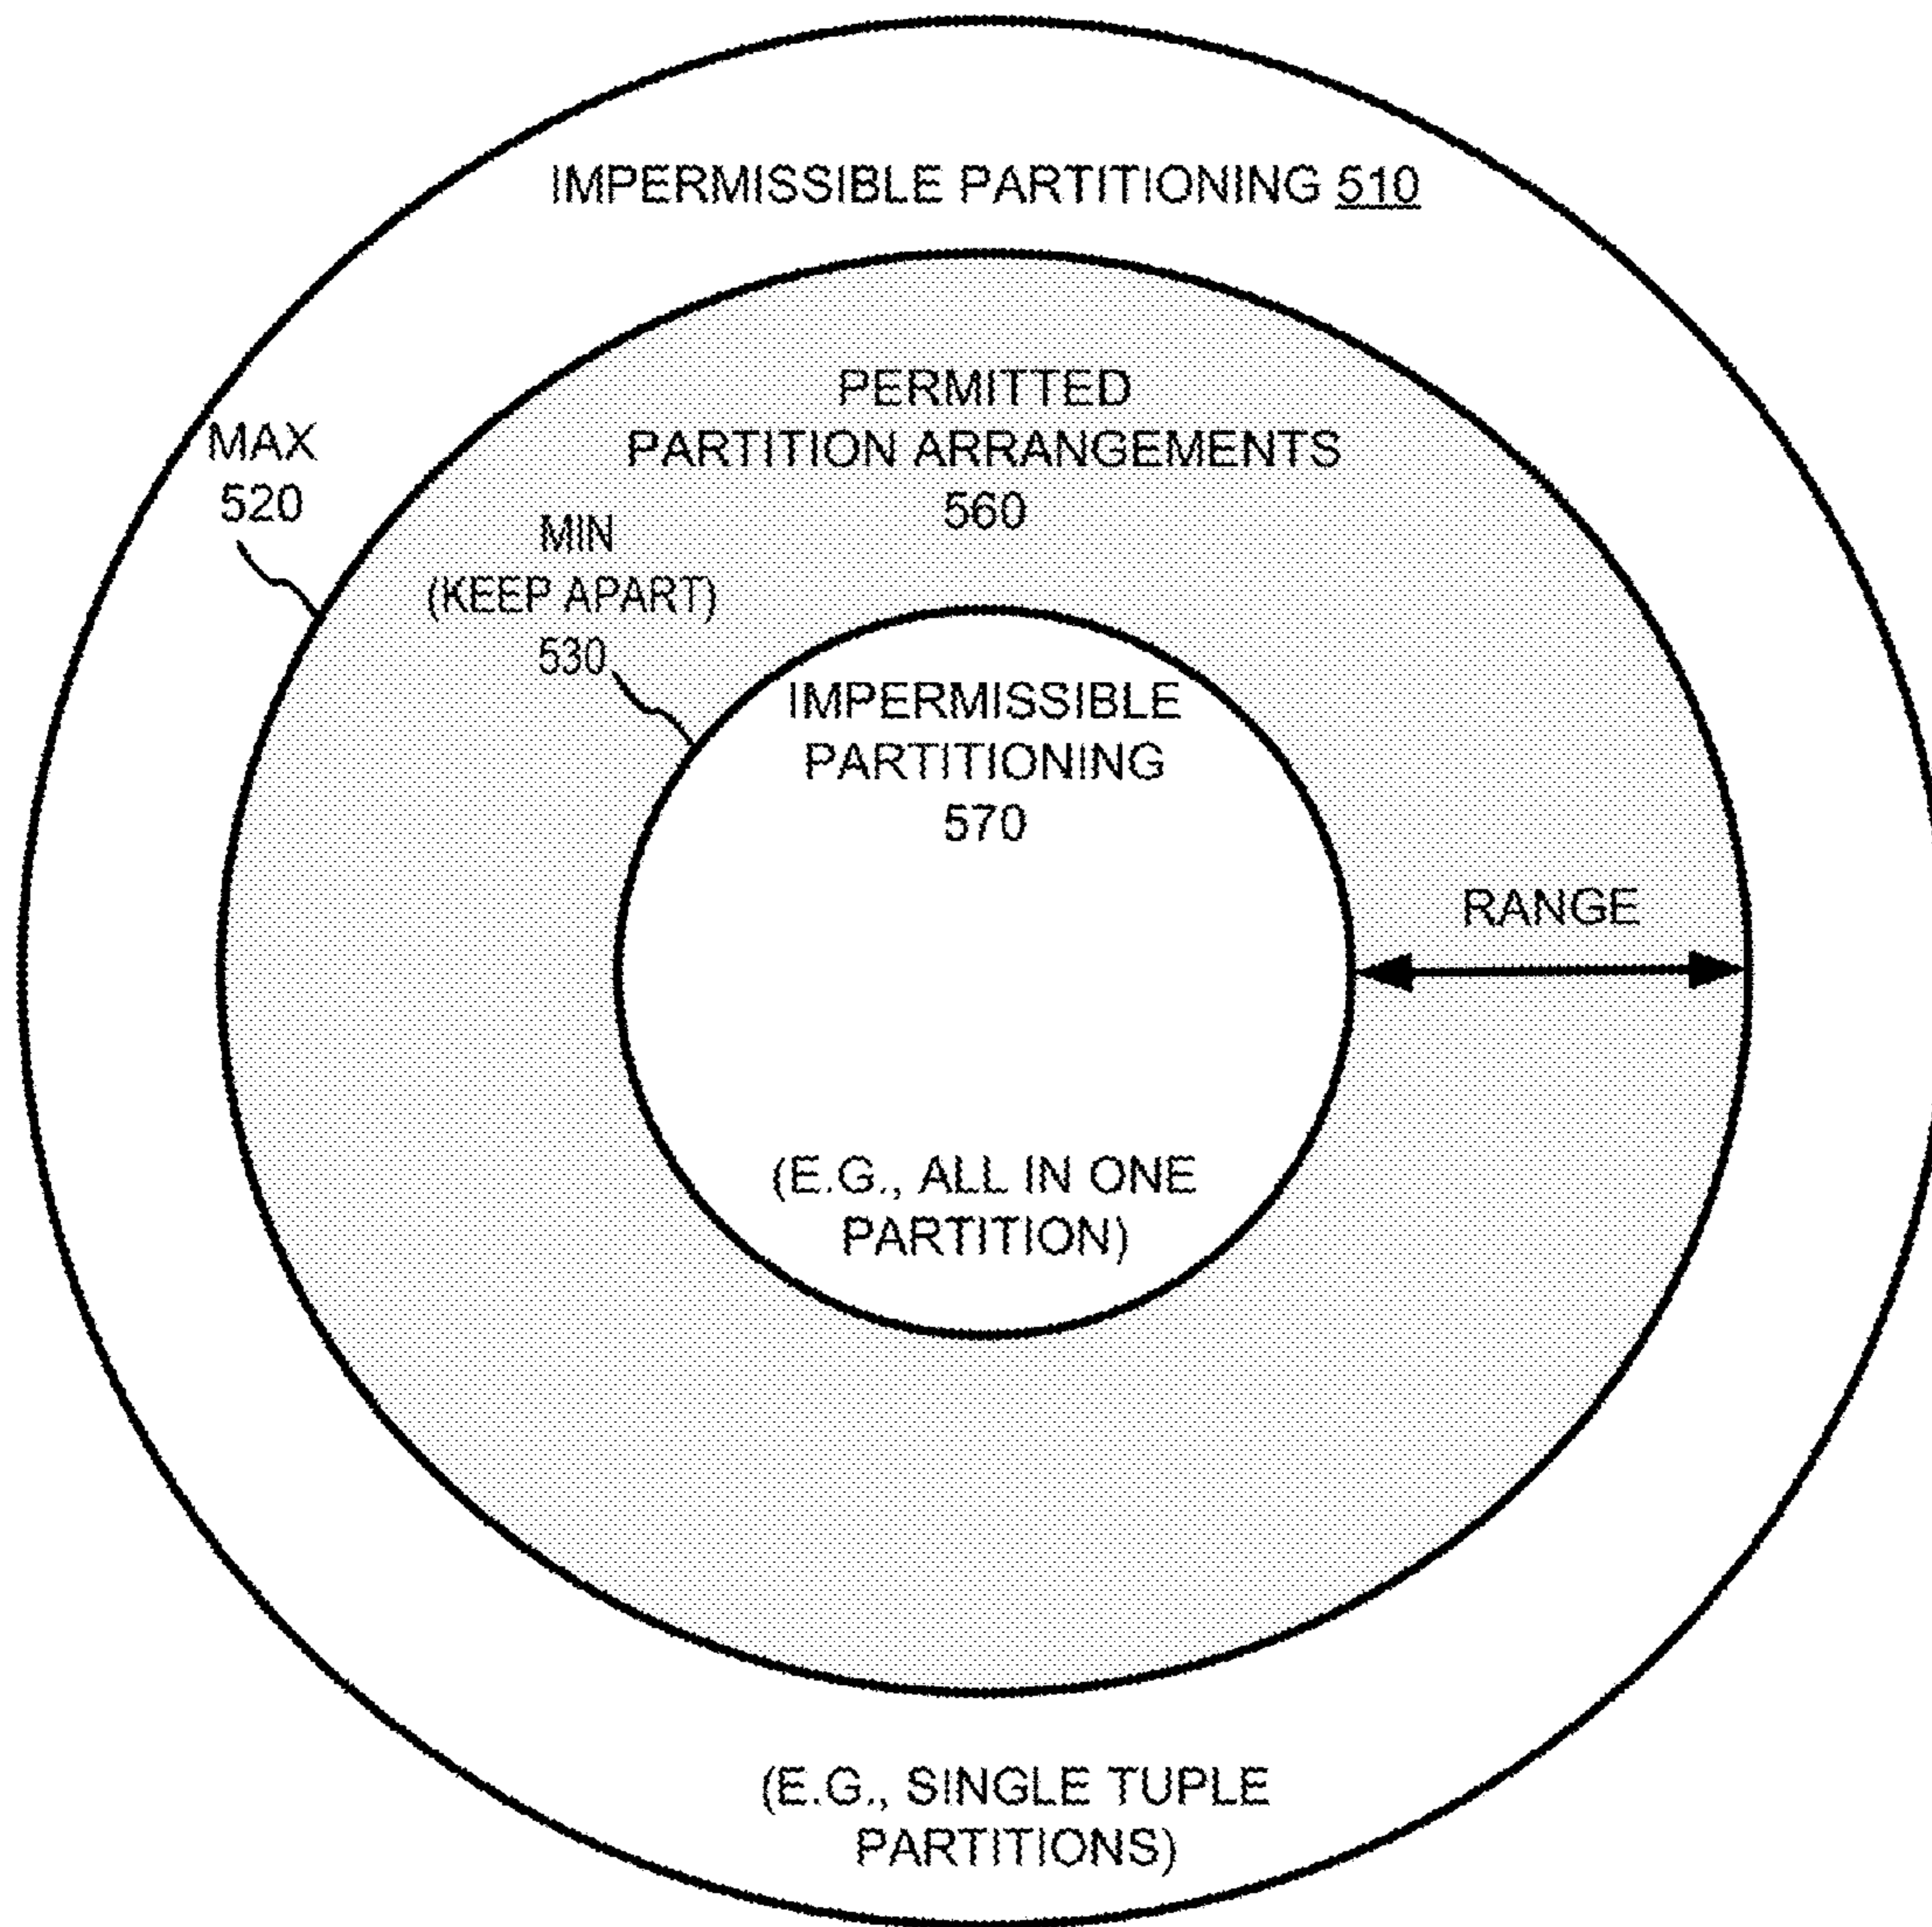 IMPERMISSIBLE PARTITIONING 510
PERMITTED
PARTITION ARRANGEMENTS
560
MAX
520
MIN
(KEEP APART)
530
IMPERMISSIBLE
PARTITIONING
570
RANGE
(E.G., ALL IN ONE
PARTITION)
(E.G., SINGLE TUPLE
PARTITIONS)